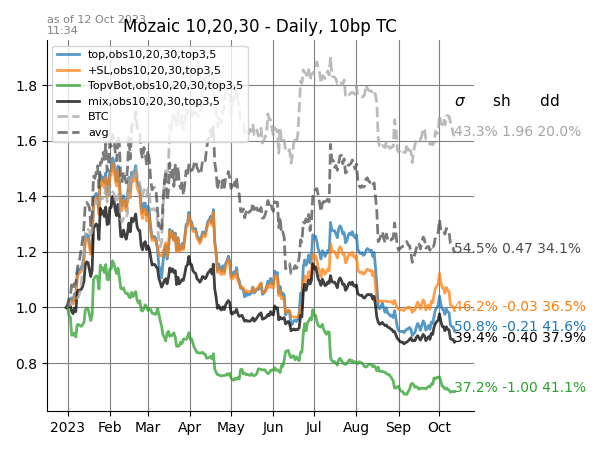 as of 12 Oct 2023
11:34
Mozaic 10,20,30 - Daily, 10bp TC
top,obs10,20,30,top3,5
+SL,obs10,20,30,top3,5
TopvBot,obs10,20,30,top3,5
mix,obs10,20,30,top3,5
BTC
avg
σ sh dd
43.3% 1.96 20.0%
54.5% 0.47 34.1%
46.2% -0.03 36.5%
50.8% -0.21 41.6%
39.4% -0.40 37.9%
37.2% -1.00 41.1%
1.8
1.6
1.4
1.2
1.0
0.8
2023 Feb Mar Apr May Jun Jul Aug Sep Oct